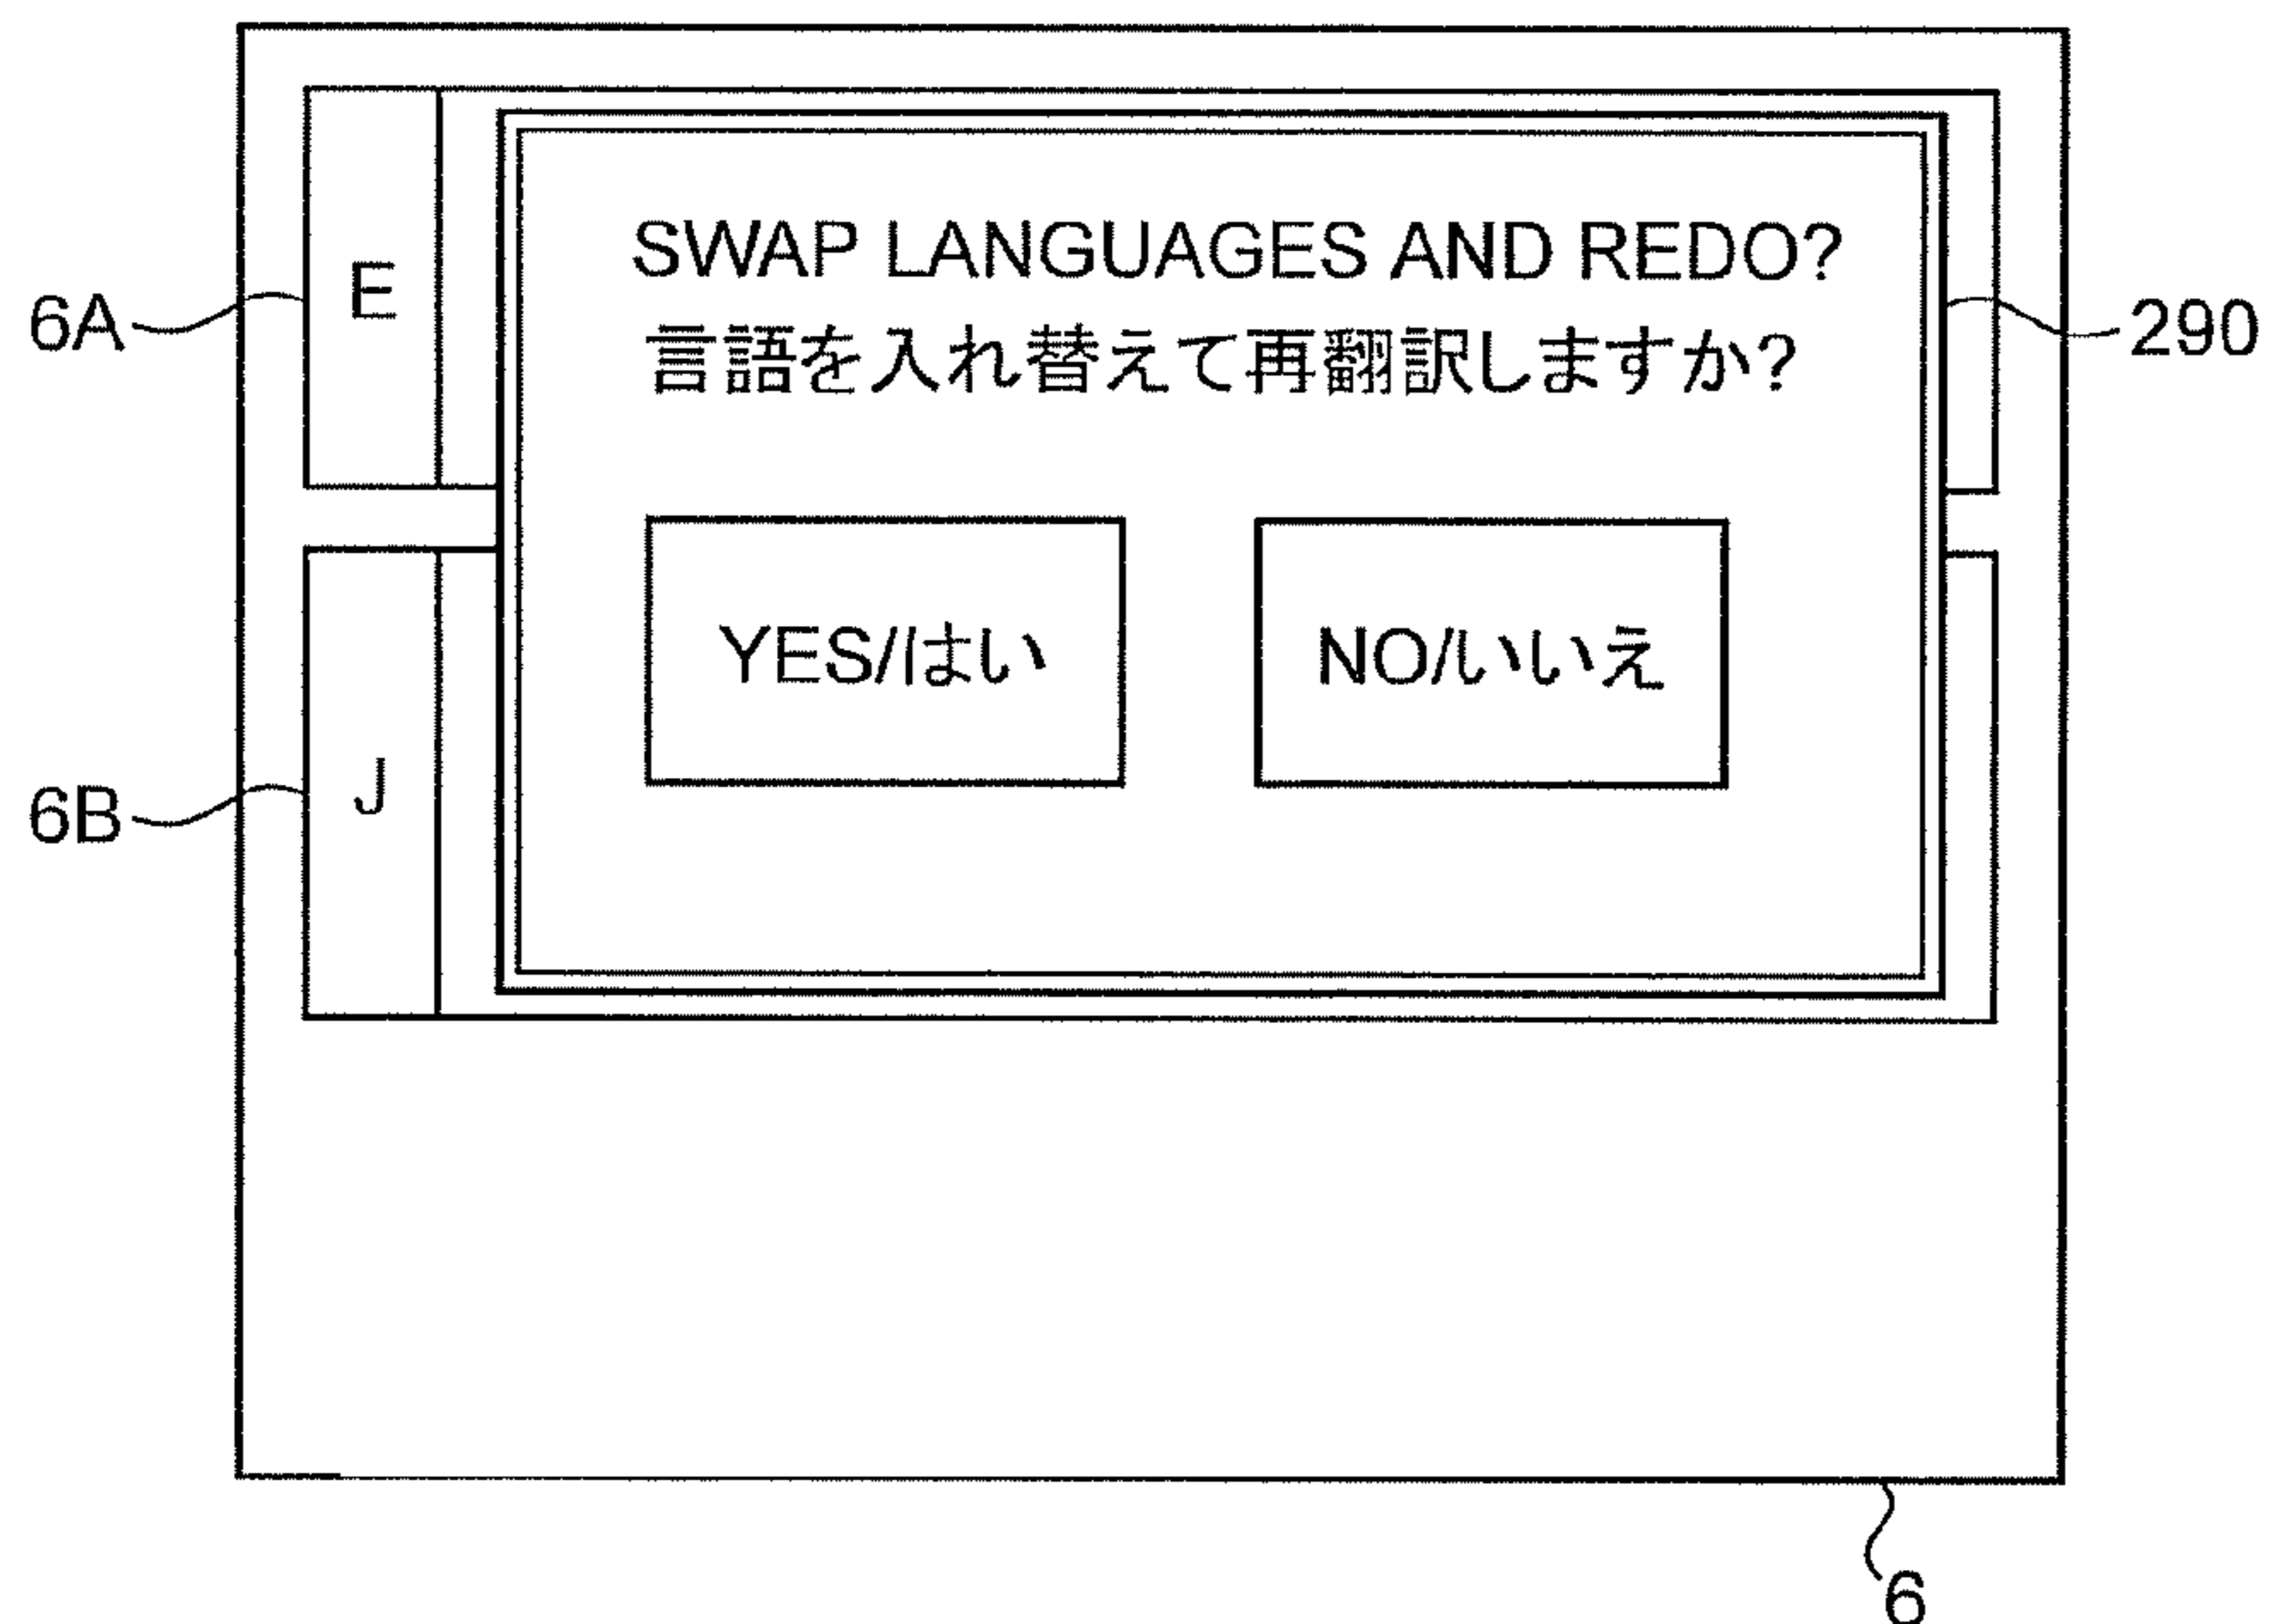 SWAP LANGUAGES AND REDO?
言語を入れ替えて再翻訳しますか?
E
6A
290
YES/はい
NO/いいえ
J
6B
6